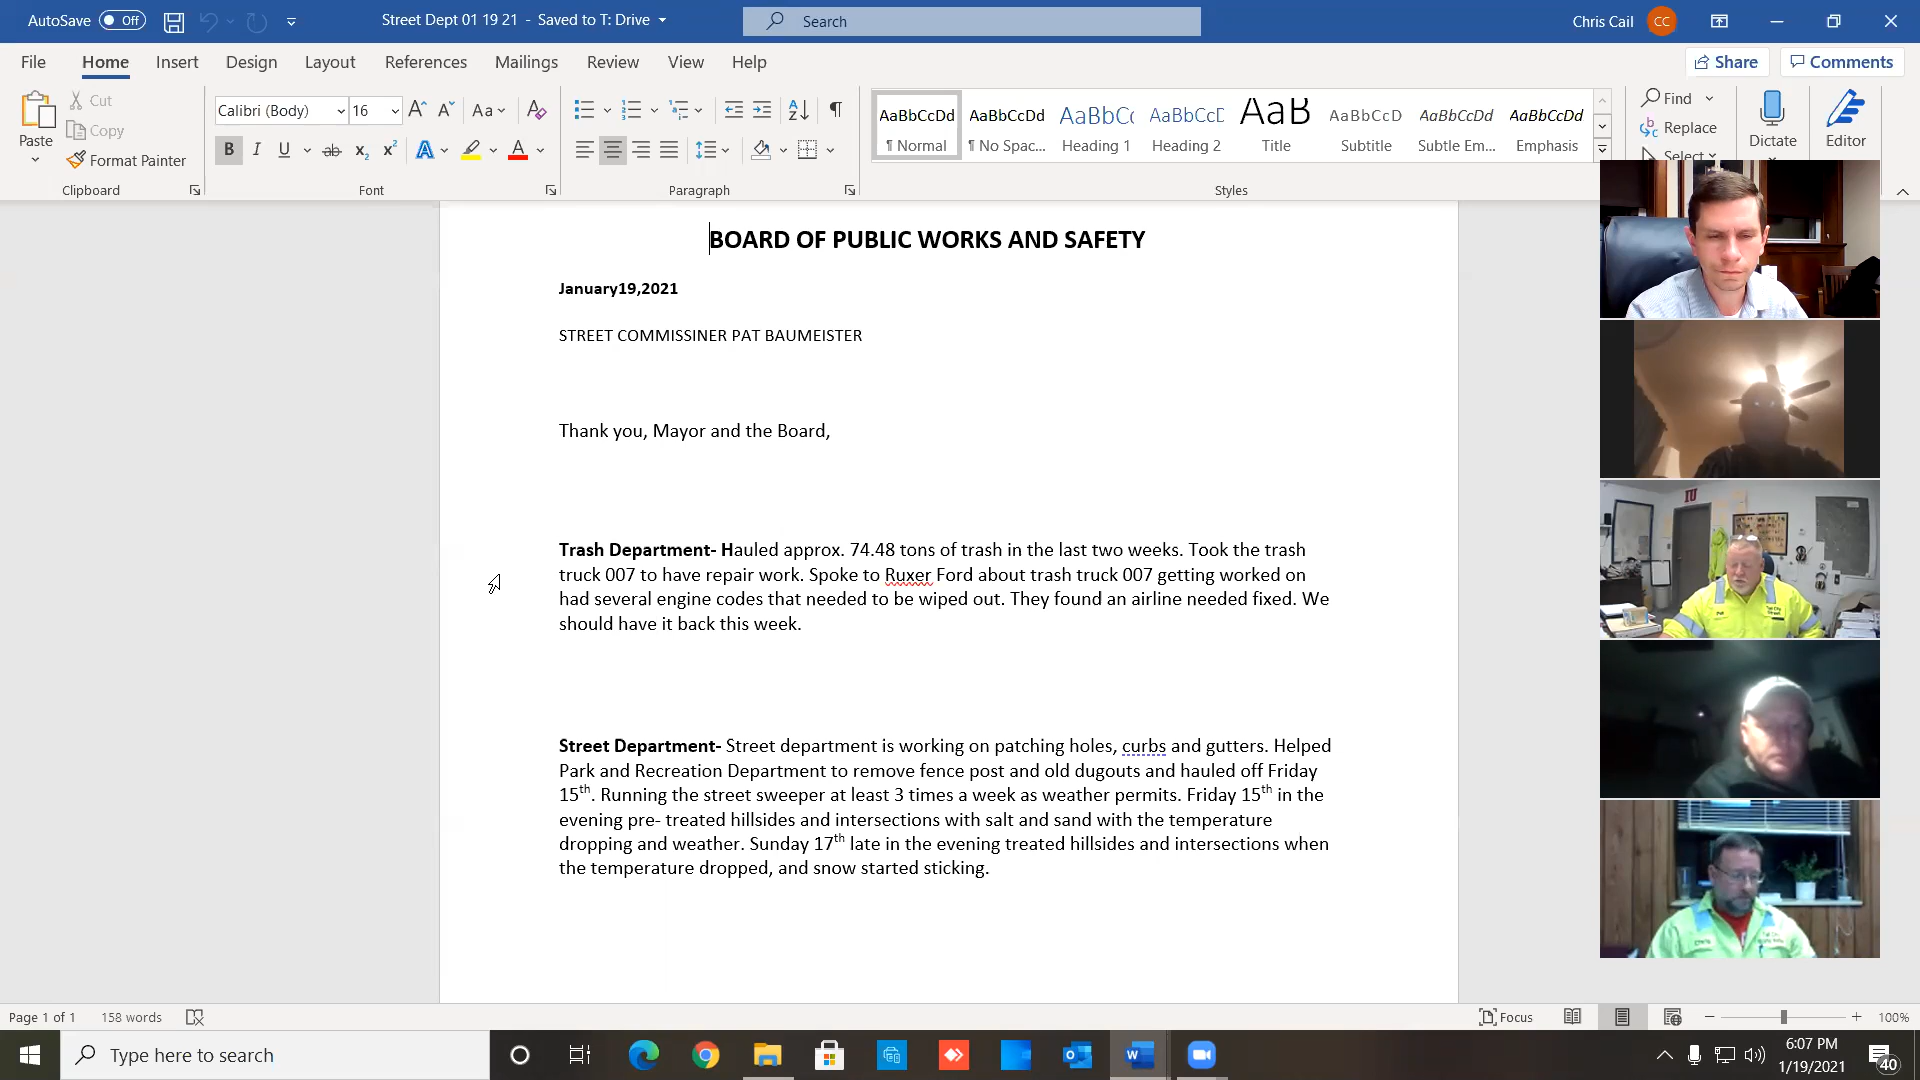 AutoSave Off Street Dept 01 19 21 - Saved to T: Drive Search Chris Cail CC
File Home Insert Design Layout References Mailings Review View Help Share Comments
Paste Cut Copy Format Painter Clipboard
Calibri (Body) 16 Font
Paragraph
AaBbCcDd AaBbCcDd AaBbCc AaBbCcE AaB AaBbCcD AaBbCcDd AaBbCcDd
¶ Normal ¶ No Spac... Heading 1 Heading 2 Title Subtitle Subtle Em... Emphasis
Styles
Find
Replace
Select
Dictate Editor
BOARD OF PUBLIC WORKS AND SAFETY
January19,2021
STREET COMMISSINER PAT BAUMEISTER
Thank you, Mayor and the Board,
Trash Department- Hauled approx. 74.48 tons of trash in the last two weeks. Took the trash
truck 007 to have repair work. Spoke to Ruxer Ford about trash truck 007 getting worked on
had several engine codes that needed to be wiped out. They found an airline needed fixed. We
should have it back this week.
Street Department- Street department is working on patching holes, curbs and gutters. Helped
Park and Recreation Department to remove fence post and old dugouts and hauled off Friday
15th. Running the street sweeper at least 3 times a week as weather permits. Friday 15th in the
evening pre- treated hillsides and intersections with salt and sand with the temperature
dropping and weather. Sunday 17th late in the evening treated hillsides and intersections when
the temperature dropped, and snow started sticking.
IU
Page 1 of 1 158 words Focus 100%
Type here to search
6:07 PM
1/19/2021
40